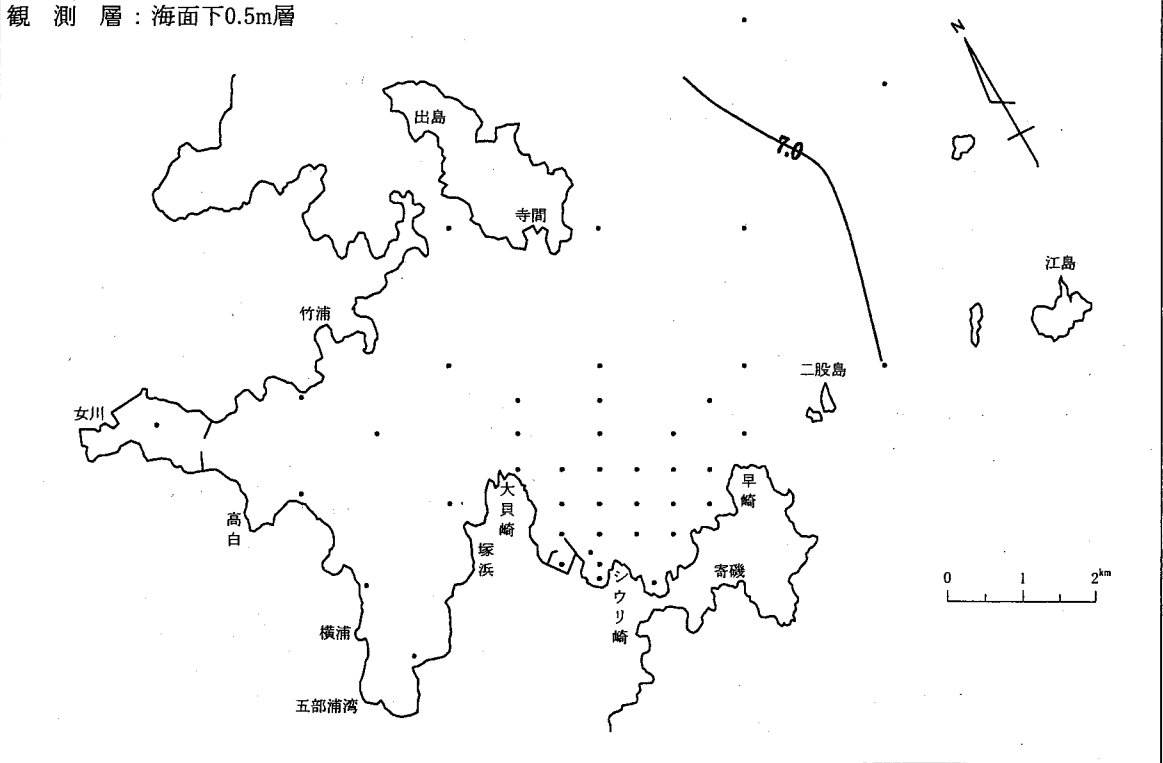 観 測 層：海面下0.5m層
N
出島
7.0
寺間
江島
竹浦
二股島
女川
大貝崎
早崎
高白
塚浜
寄磯
シウリ崎
0 1 2km
横浦
五部浦湾